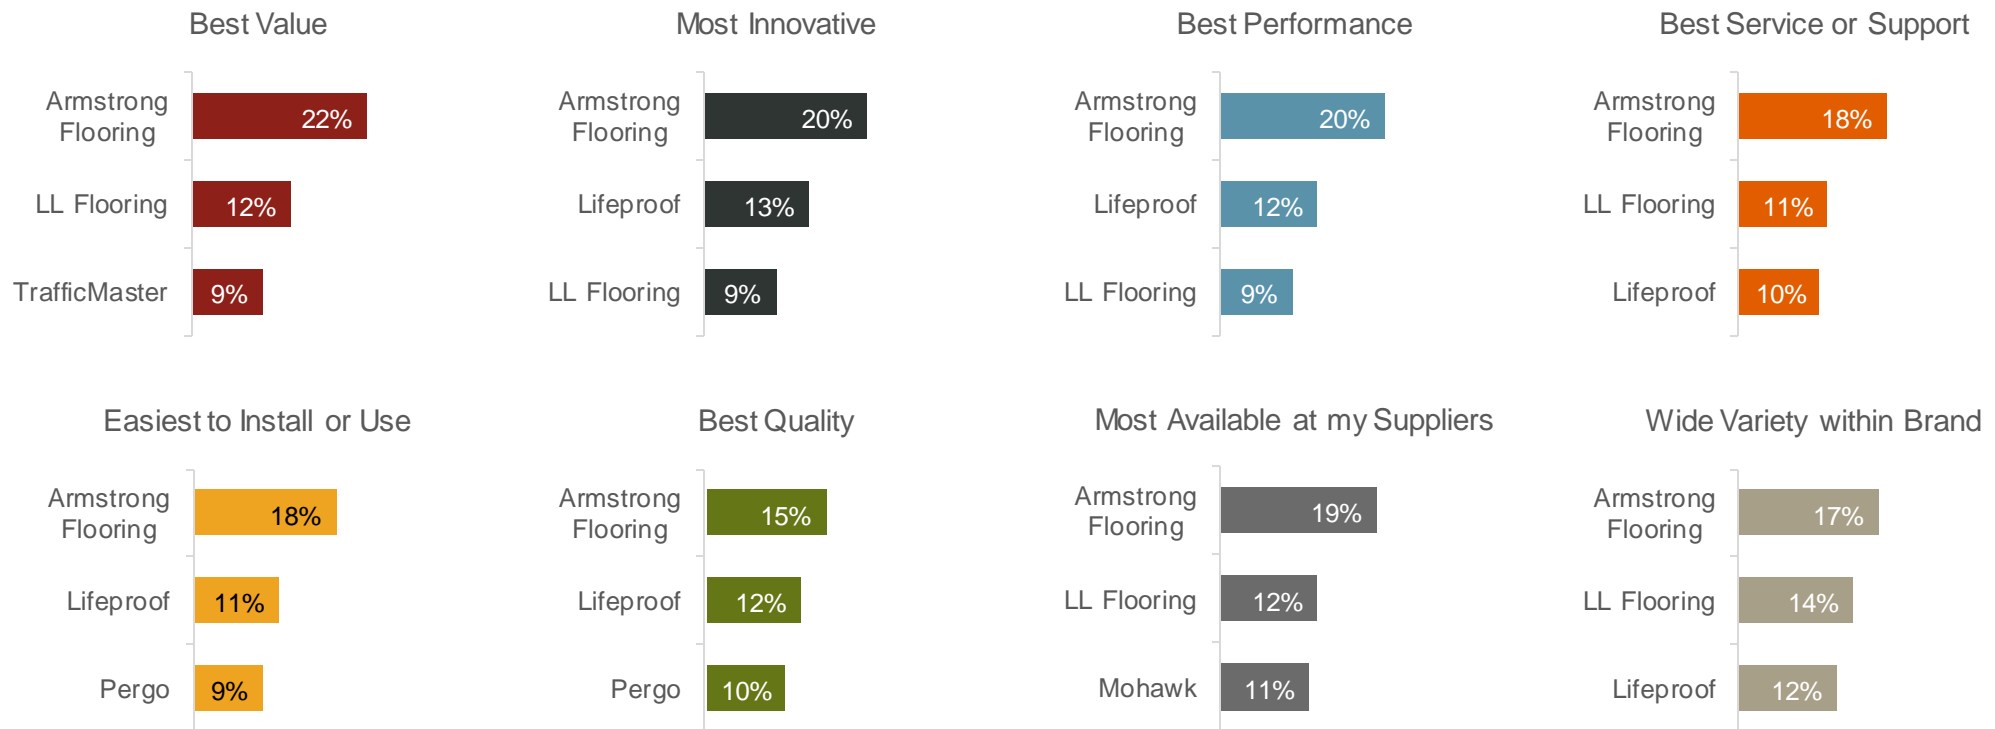 Best Value
Armstrong
Flooring
22%
LL Flooring
12%
TrafficMaster
9%
Most Innovative
Armstrong
Flooring
20%
Lifeproof
13%
LL Flooring
9%
Best Performance
Armstrong
Flooring
20%
Lifeproof
12%
LL Flooring
9%
Best Service or Support
Armstrong
Flooring
18%
LL Flooring
11%
Lifeproof
10%
Easiest to Install or Use
Armstrong
Flooring
18%
Lifeproof
11%
Pergo
9%
Best Quality
Armstrong
Flooring
15%
Lifeproof
12%
Pergo
10%
Most Available at my Suppliers
Armstrong
Flooring
19%
LL Flooring
12%
Mohawk
11%
Wide Variety within Brand
Armstrong
Flooring
17%
LL Flooring
14%
Lifeproof
12%